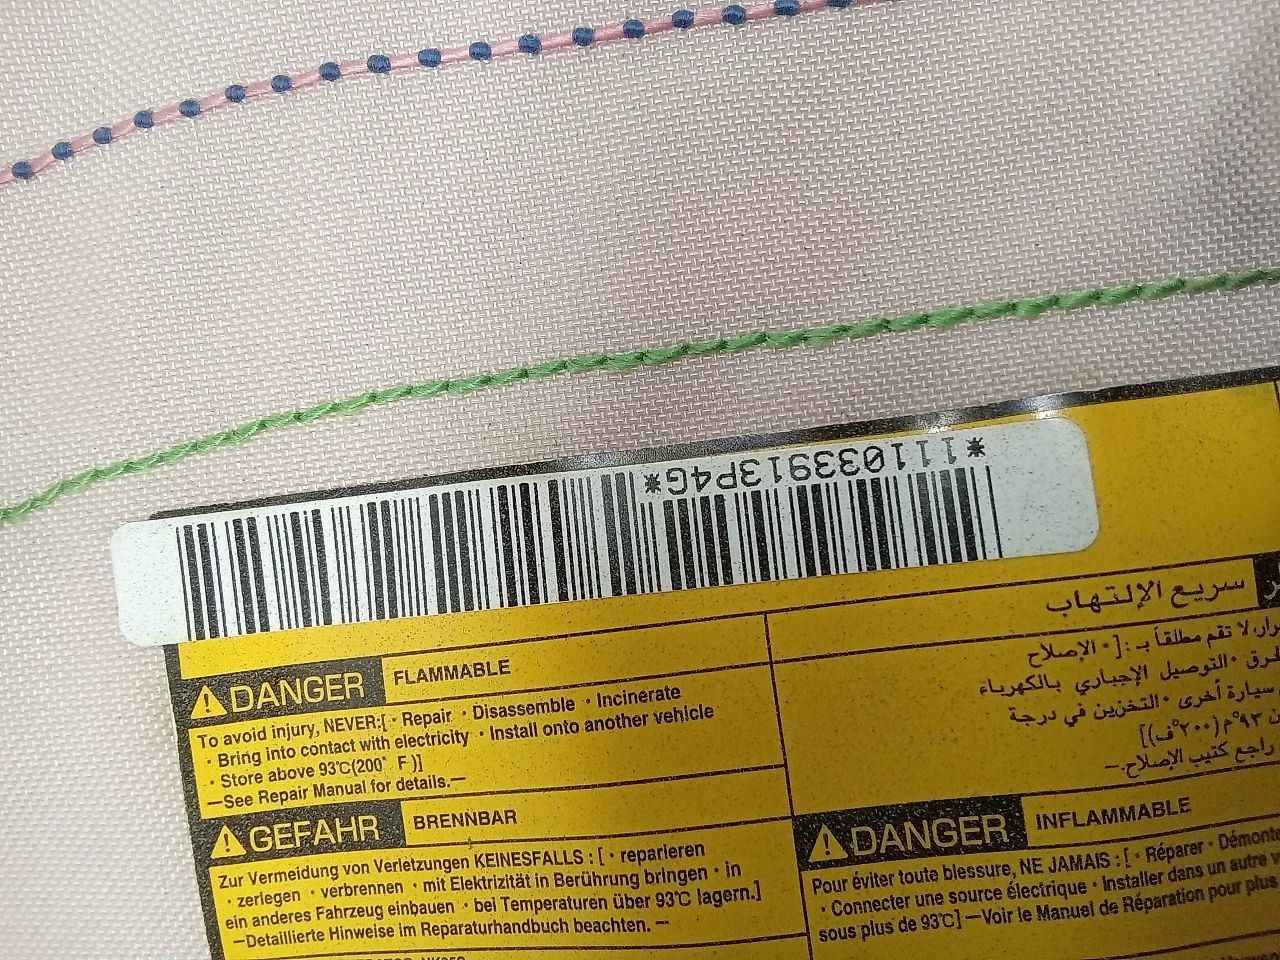 *111033913P4G*
DANGER FLAMMABLE
To avoid injury, NEVER:[ · Repair · Disassemble · Incinerate
· Bring into contact with electricity · Install onto another vehicle
· Store above 93℃(200° F )]
—See Repair Manual for details.—
GEFAHR BRENNBAR
Zur Vermeidung von Verletzungen KEINESFALLS : [ · reparieren
· zerlegen · verbrennen · mit Elektrizität in Berührung bringen · in
ein anderes Fahrzeug einbauen · bei Temperaturen über 93℃ lagern.]
—Detaillierte Hinweise im Reparaturhandbuch beachten. —
سريع الإلتهاب
لا تقم مطلقاً بـ :[ · الإصلاح
· التوصيل الإجباري بالكهرباء
سيارة أخرى · التخزين في درجة
٩٣°م (٢٠٠°ف)]
راجع كتيب الإصلاح.—
DANGER INFLAMMABLE
Pour éviter toute blessure, NE JAMAIS : [ · Réparer ·
· Connecter une source électrique · Installer dans un autre
sous plus de 93℃] —Voir le Manuel de Réparation pour plus